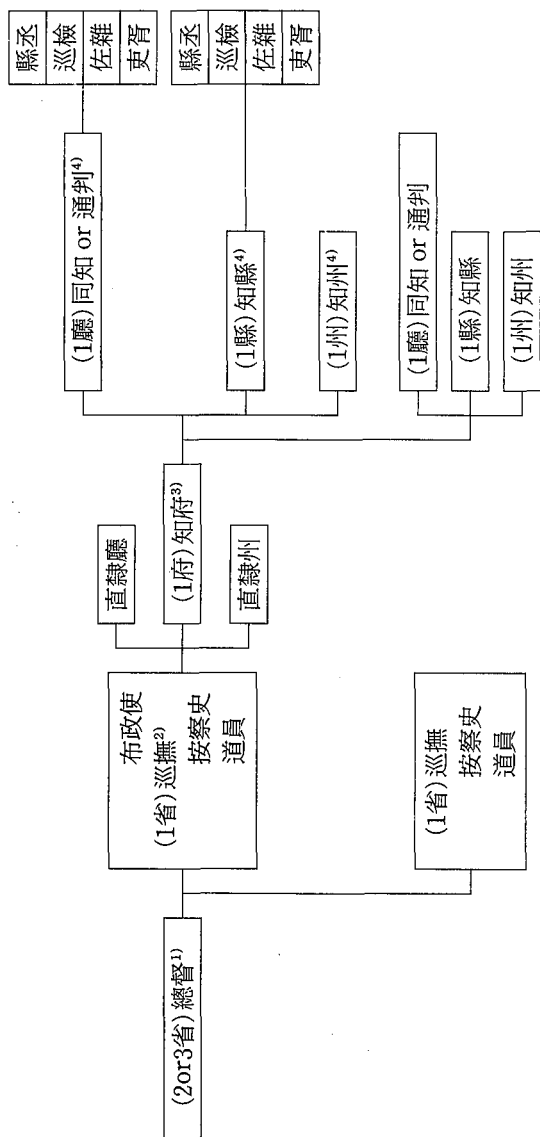 (2or3省) 總督1)
布政使
(1省) 巡撫2)
按察史
道員
(1省) 巡撫
按察史
道員
直隸廳
(1府) 知府3)
直隸州
(1廳) 同知 or 通判4)
(1縣) 知縣4)
(1州) 知州4)
(1廳) 同知 or 通判
(1縣) 知縣
(1州) 知州
縣丞
巡檢
佐雜
吏胥
縣丞
巡檢
佐雜
吏胥